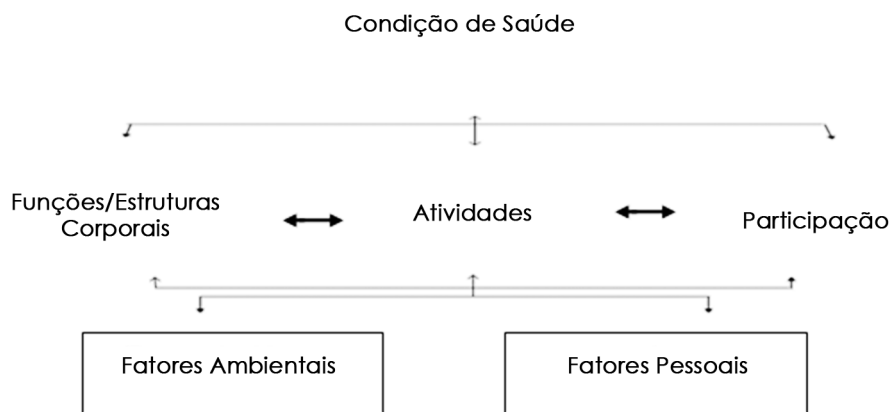 Condição de Saúde
Funções/Estruturas
Corporais
Atividades
Participação
Fatores Ambientais
Fatores Pessoais